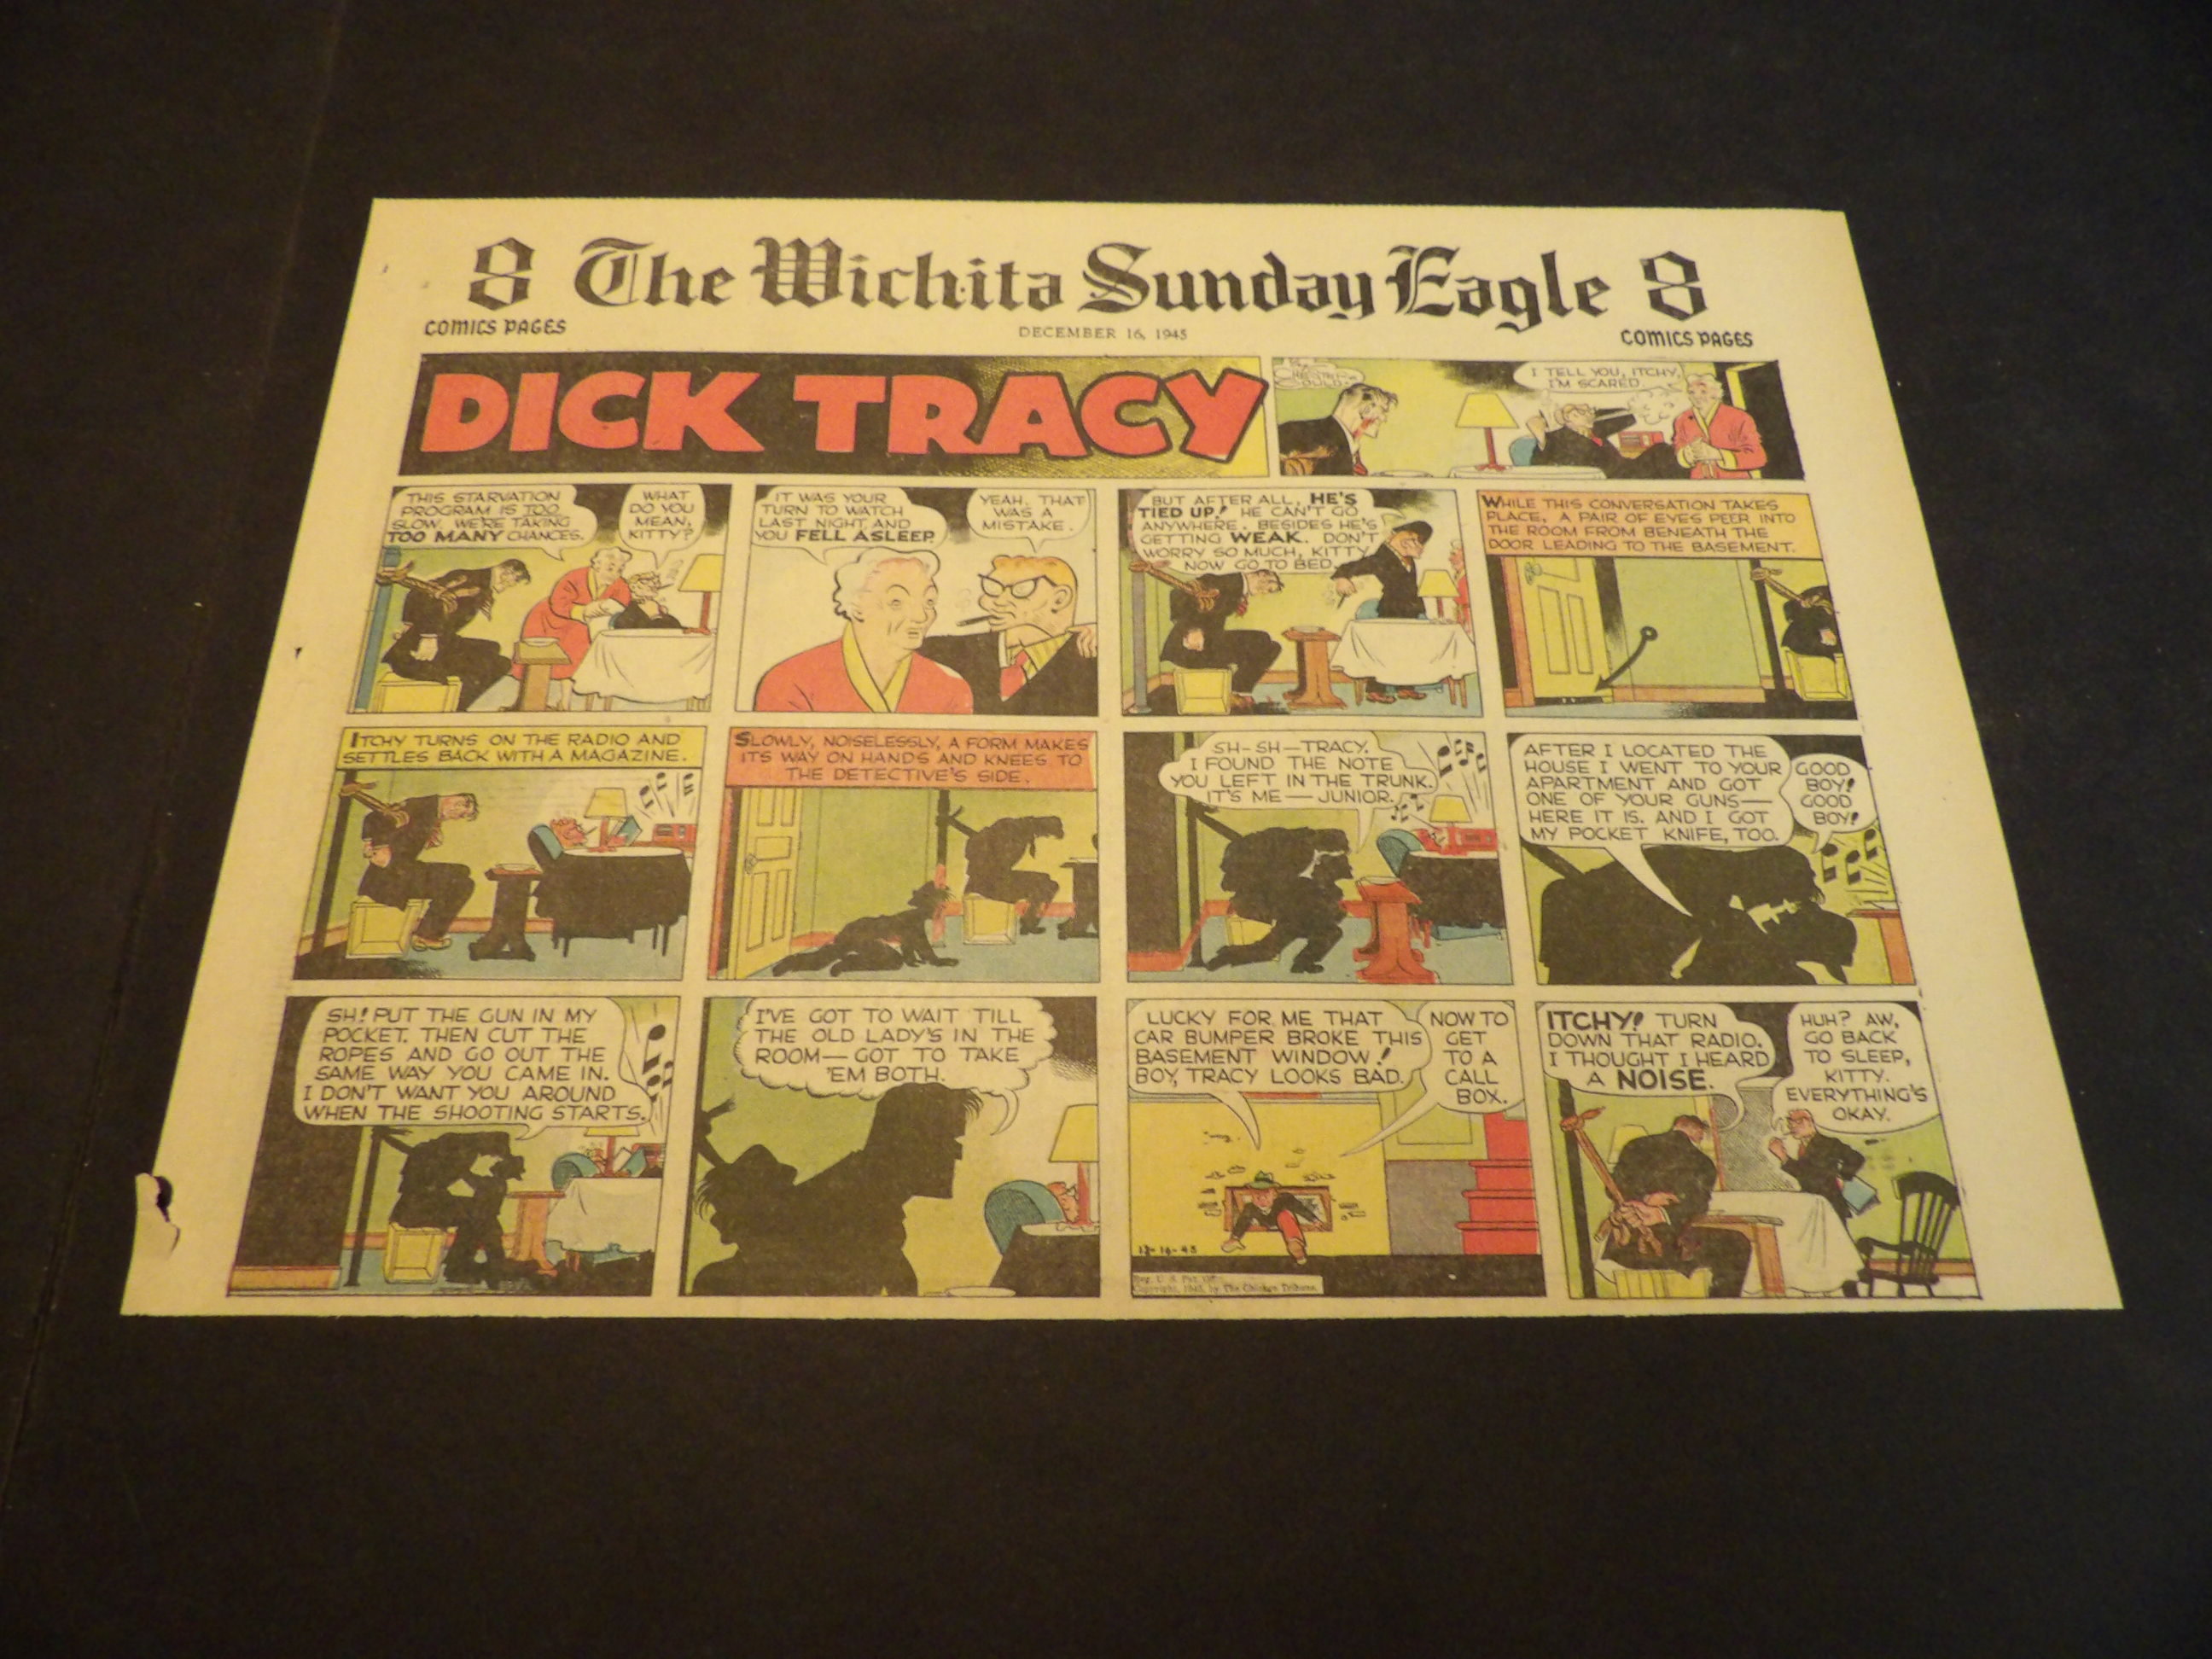 8 The Wichita Sunday Eagle 8
COMICS PAGES
DECEMBER 16, 1945
COMICS PAGES
DICK TRACY
I TELL YOU, ITCHY,
I'M SCARED.
THIS STARVATION
PROGRAM IS TOO
SLOW. WE'RE TAKING
TOO MANY CHANCES.
WHAT
DO YOU
MEAN,
KITTY?
IT WAS YOUR
TURN TO WATCH
LAST NIGHT, AND
YOU FELL ASLEEP.
YEAH. THAT
WAS A
MISTAKE.
BUT AFTER ALL, HE'S
TIED UP! HE CAN'T GO
ANYWHERE. BESIDES HE'S
GETTING WEAK. DON'T
WORRY SO MUCH, KITTY.
NOW GO TO BED.
WHILE THIS CONVERSATION TAKES
PLACE, A PAIR OF EYES PEER INTO
THE ROOM FROM BENEATH THE
DOOR LEADING TO THE BASEMENT.
ITCHY TURNS ON THE RADIO AND
SETTLES BACK WITH A MAGAZINE.
SLOWLY, NOISELESSLY, A FORM MAKES
ITS WAY ON HANDS AND KNEES TO
THE DETECTIVE'S SIDE.
SH-SH—TRACY.
I FOUND THE NOTE
YOU LEFT IN THE TRUNK.
IT'S ME — JUNIOR.
AFTER I LOCATED THE
HOUSE I WENT TO YOUR
APARTMENT AND GOT
ONE OF YOUR GUNS—
HERE IT IS. AND I GOT
MY POCKET KNIFE, TOO.
GOOD
BOY!
GOOD
BOY!
SH! PUT THE GUN IN MY
POCKET. THEN CUT THE
ROPES AND GO OUT THE
SAME WAY YOU CAME IN.
I DON'T WANT YOU AROUND
WHEN THE SHOOTING STARTS.
I'VE GOT TO WAIT TILL
THE OLD LADY'S IN THE
ROOM— GOT TO TAKE
'EM BOTH.
LUCKY FOR ME THAT
CAR BUMPER BROKE THIS
BASEMENT WINDOW!
BOY, TRACY LOOKS BAD.
NOW TO
GET
TO A
CALL
BOX.
12-16-45
Reg. U. S. Pat. Off.
Copyright, 1945, by The Chicago Tribune.
ITCHY! TURN
DOWN THAT RADIO.
I THOUGHT I HEARD
A NOISE.
HUH? AW,
GO BACK
TO SLEEP,
KITTY.
EVERYTHING'S
OKAY.